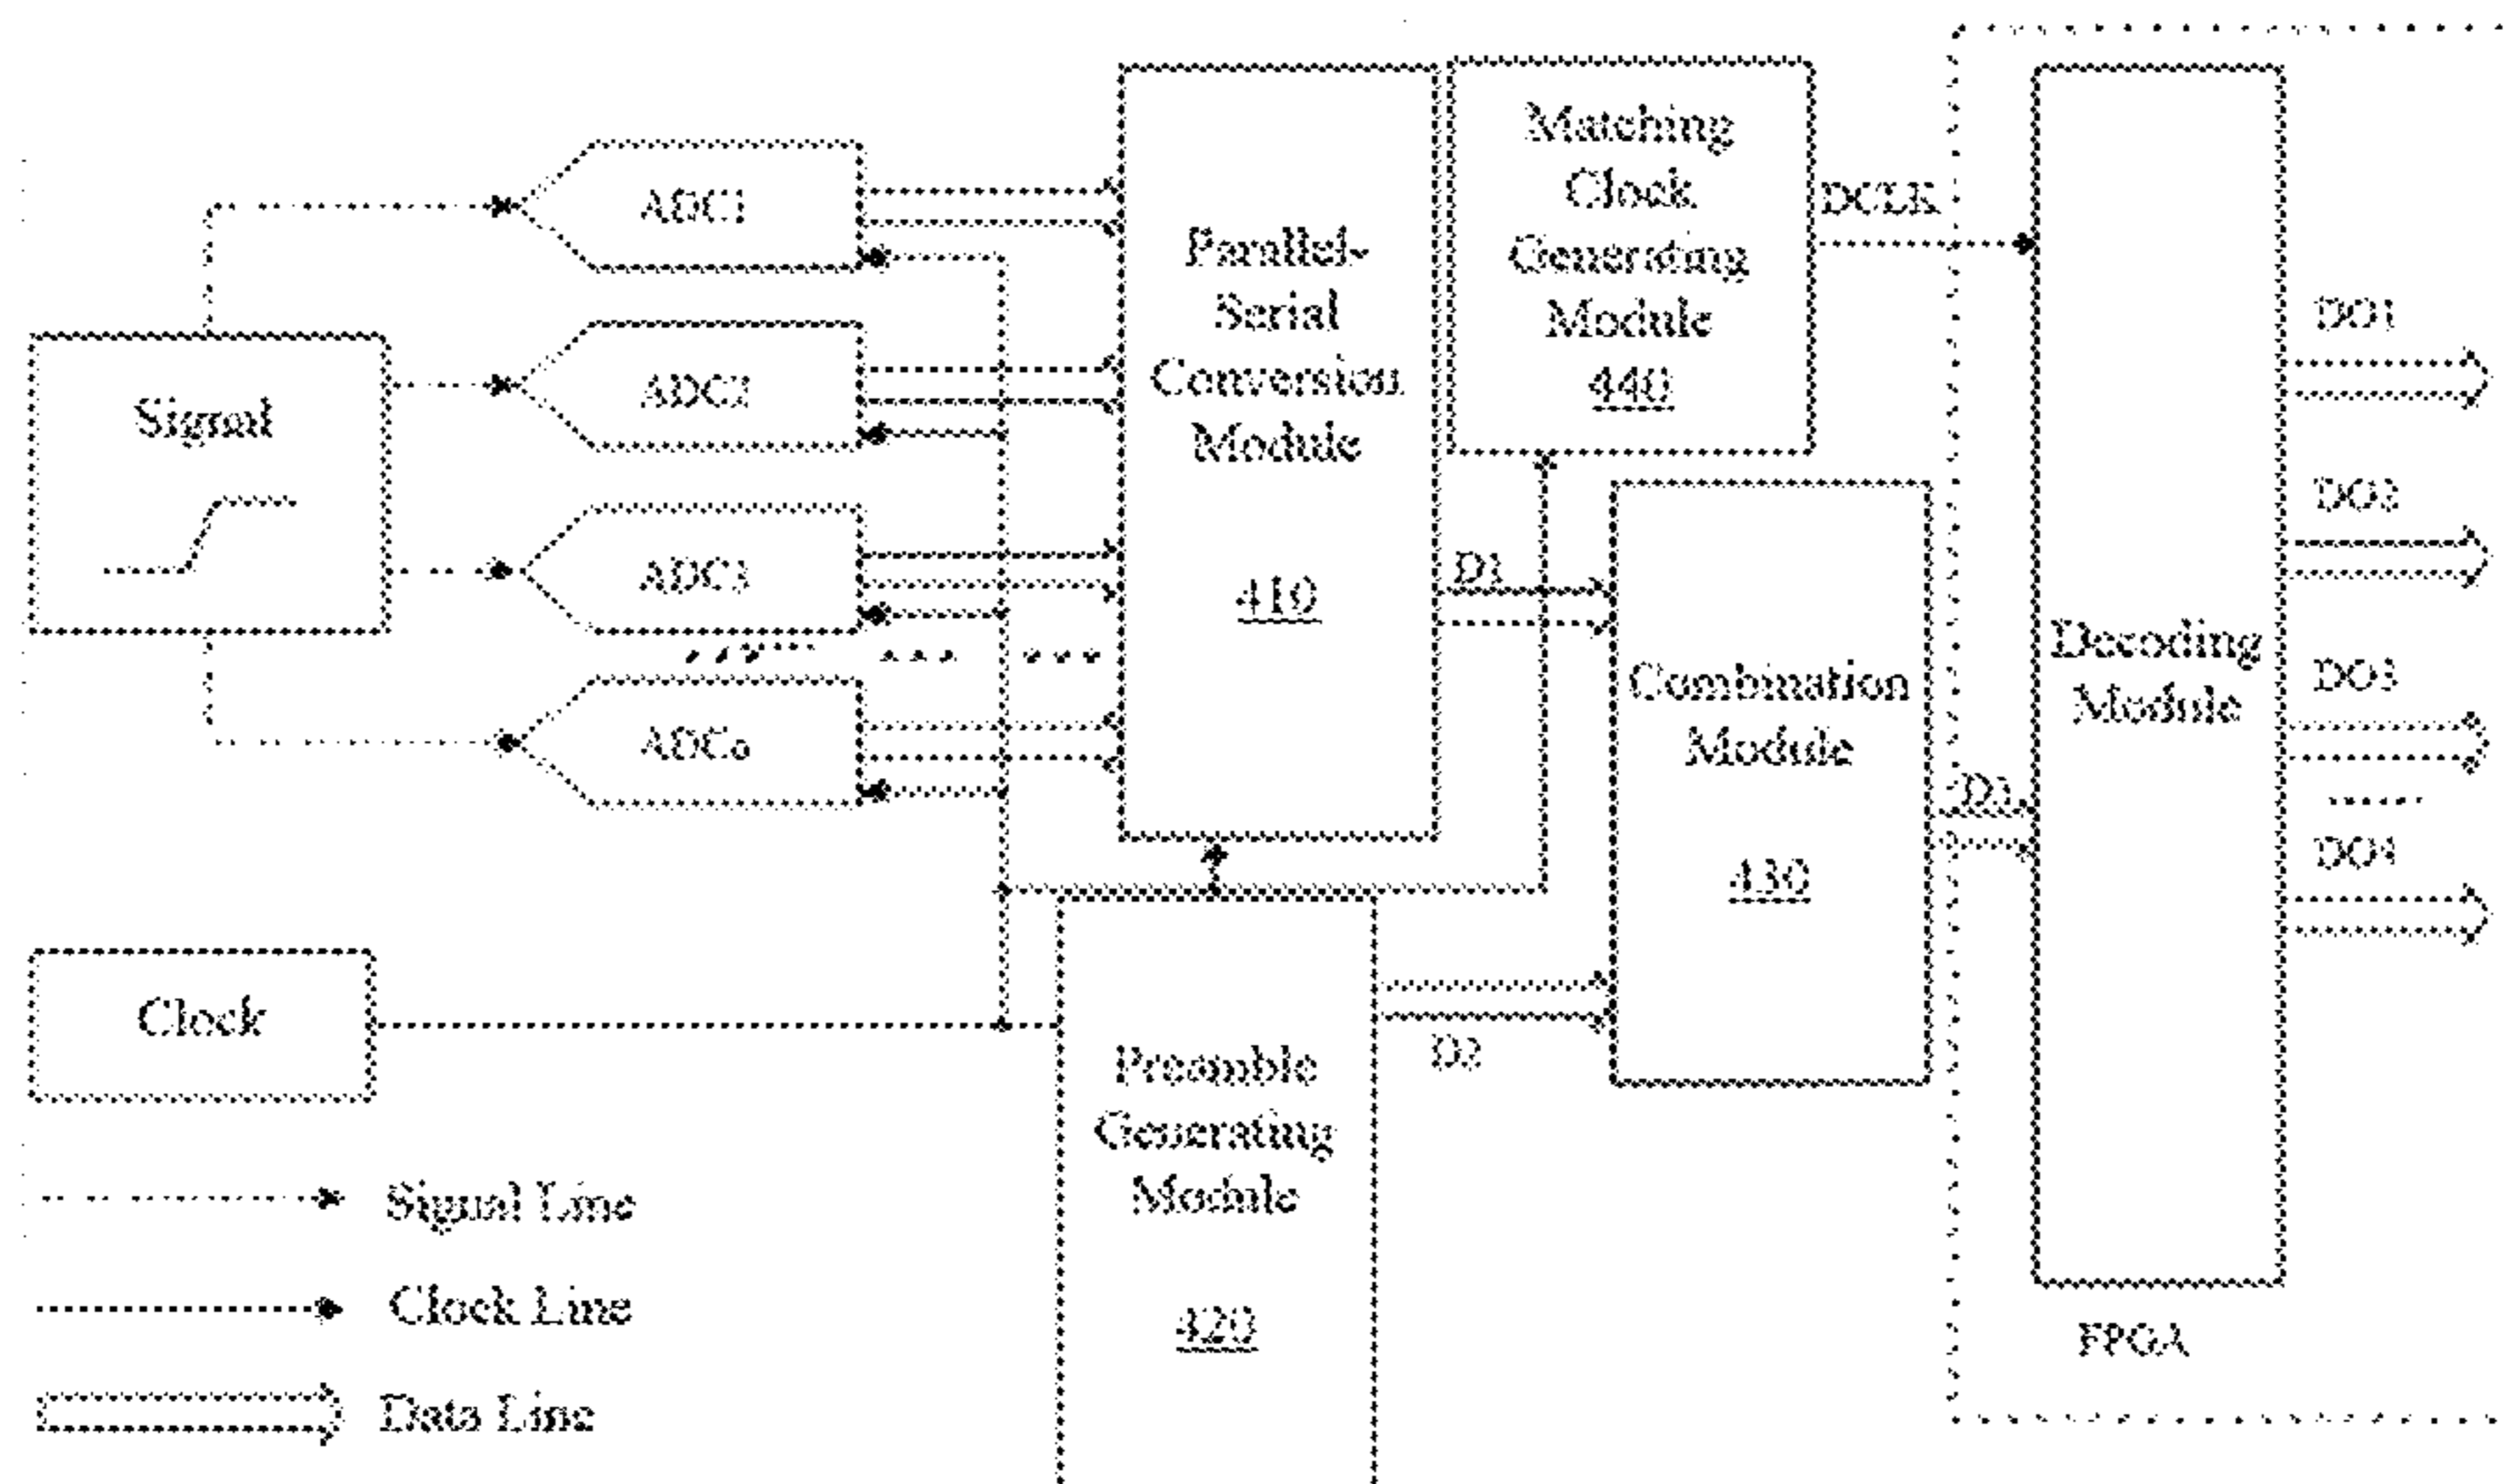 ADC1
Signal
ADC2
ADC3
ADCn
Parallel-
Serial
Conversion
Module
410
Matching
Clock
Generating
Module
440
DCLK
D1
Combination
Module
430
D3
Decoding
Module
DO1
DO2
DO3
Clock
Preamble
Generating
Module
420
D2
Signal Line
Clock Line
Data Line
FPGA